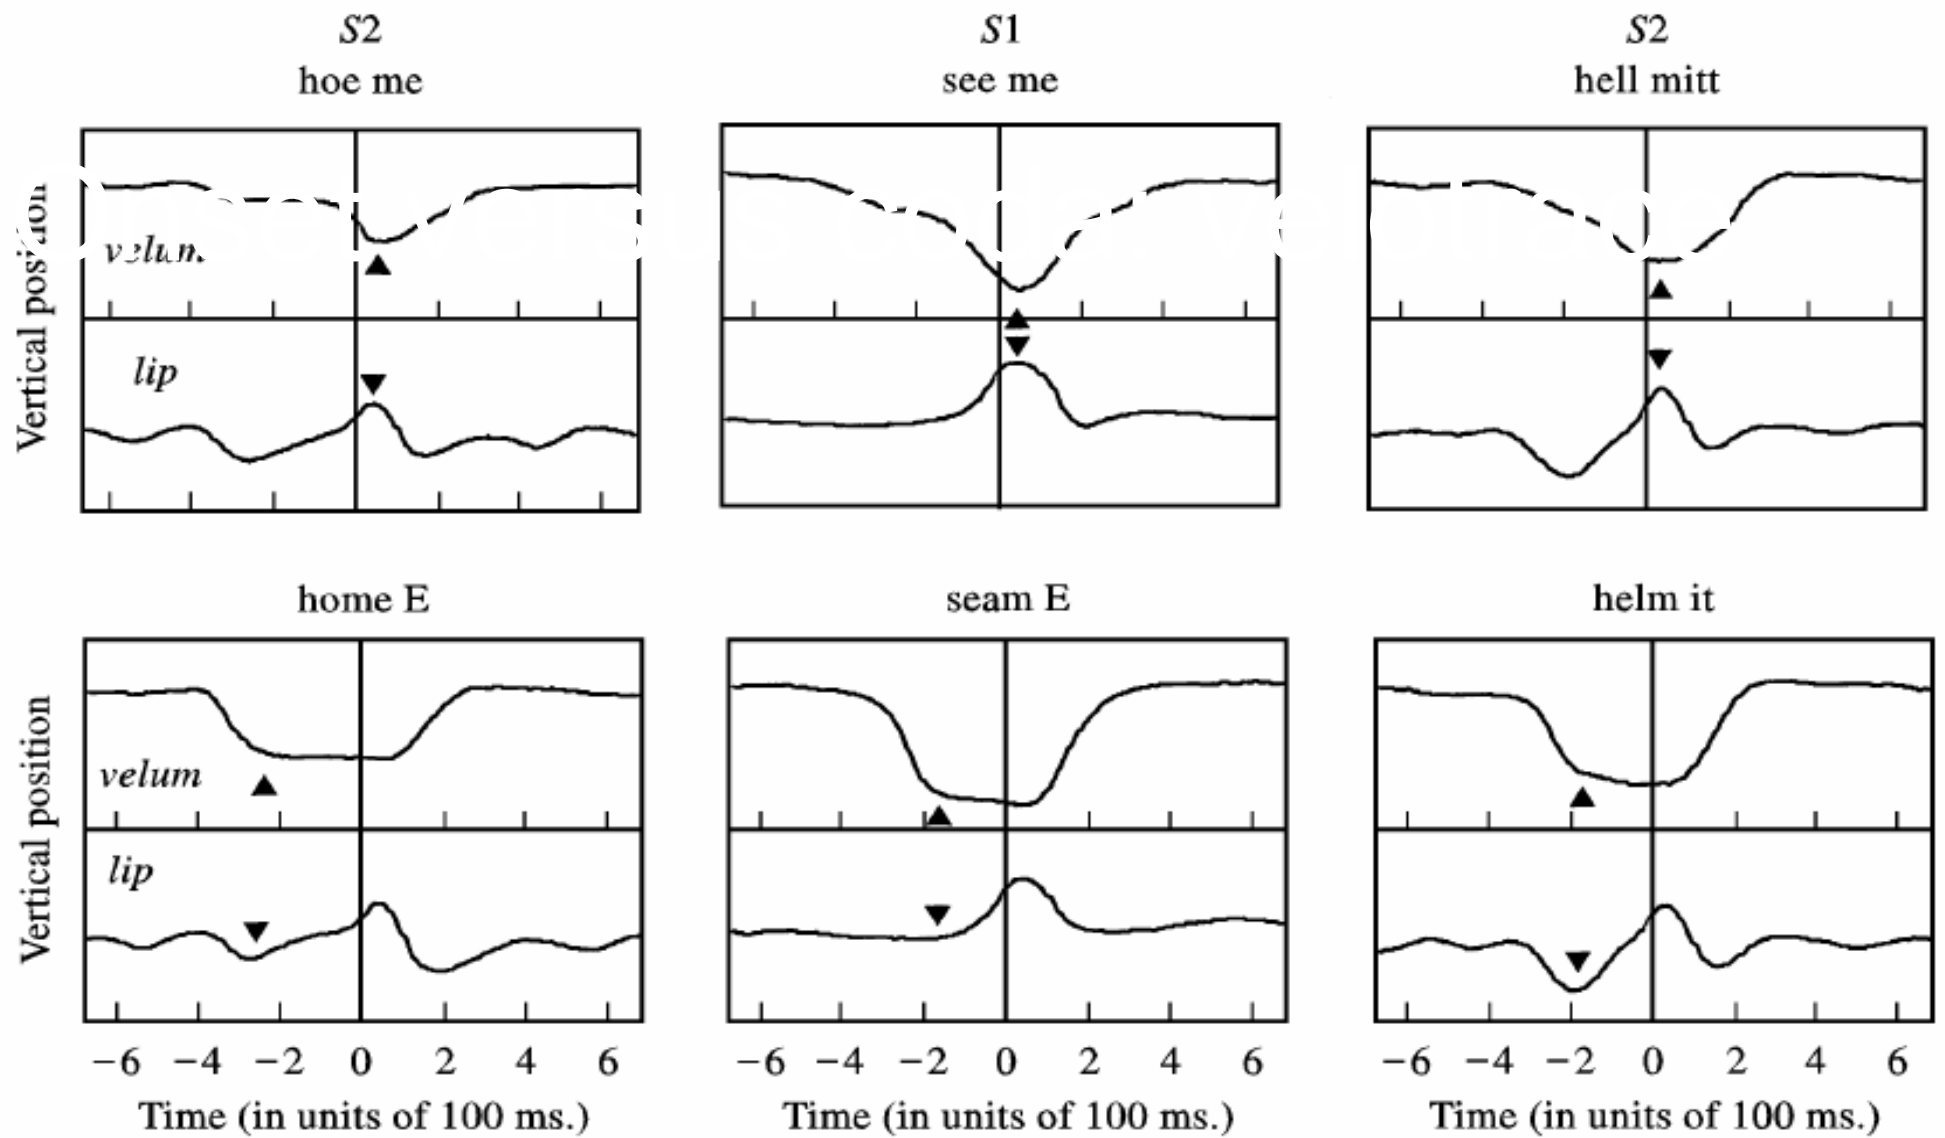 S2
hoe me
S1
see me
S2
hell mitt
Vertical position
velum
lip
home E
seam E
helm it
Vertical position
velum
lip
−6 −4 −2 0 2 4 6
−6 −4 −2 0 2 4 6
−6 −4 −2 0 2 4 6
Time (in units of 100 ms.)
Time (in units of 100 ms.)
Time (in units of 100 ms.)